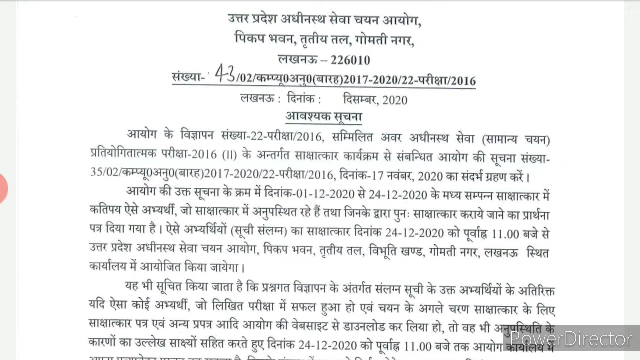 उत्तर प्रदेश अधीनस्थ सेवा चयन आयोग,
पिकप भवन, तृतीय तल, गोमती नगर,
लखनऊ – 226010
संख्या- 43/02/कम्प्यू0अनु0(बारह)2017-2020/22-परीक्षा/2016
लखनऊ : दिनांक : दिसम्बर, 2020
आवश्यक सूचना
आयोग के विज्ञापन संख्या-22-परीक्षा/2016, सम्मिलित अवर अधीनस्थ सेवा (सामान्य चयन)
प्रतियोगितात्मक परीक्षा-2016 (II) के अन्तर्गत साक्षात्कार कार्यक्रम से संबन्धित आयोग की सूचना संख्या-
35/02/कम्प्यू0अनु0(बारह)2017-2020/22-परीक्षा/2016, दिनांक-17 नवंबर, 2020 का संदर्भ ग्रहण करें।
आयोग की उक्त सूचना के क्रम में दिनांक-01-12-2020 से 24-12-2020 के मध्य सम्पन्न साक्षात्कार में
कतिपय ऐसे अभ्यर्थी, जो साक्षात्कार में अनुपस्थित रहे हैं तथा जिनके द्वारा पुनः साक्षात्कार कराये जाने का प्रार्थना
पत्र दिया गया है। ऐसे अभ्यर्थियों (सूची संलग्न) का साक्षात्कार दिनांक 24-12-2020 को पूर्वाह्न 11.00 बजे से
उत्तर प्रदेश अधीनस्थ सेवा चयन आयोग, पिकप भवन, तृतीय तल, विभूति खण्ड, गोमती नगर, लखनऊ स्थित
कार्यालय में आयोजित किया जायेगा।
यह भी सूचित किया जाता है कि प्रश्नगत विज्ञापन के अंतर्गत संलग्न सूची के उक्त अभ्यर्थियों के अतिरिक्त
यदि ऐसा कोई अभ्यर्थी, जो लिखित परीक्षा में सफल हुआ हो एवं चयन के अगले चरण साक्षात्कार के लिए
साक्षात्कार पत्र एवं अन्य प्रपत्र आदि आयोग की वेबसाइट से डाउनलोड कर लिया हो, तो वह भी अनुपस्थिति के
कारणों का उल्लेख साक्ष्यों सहित करते हुए दिनांक 24-12-2020 को पूर्वाह्न 11.00 बजे तक आयोग कार्यालय में
Made With PowerDirector